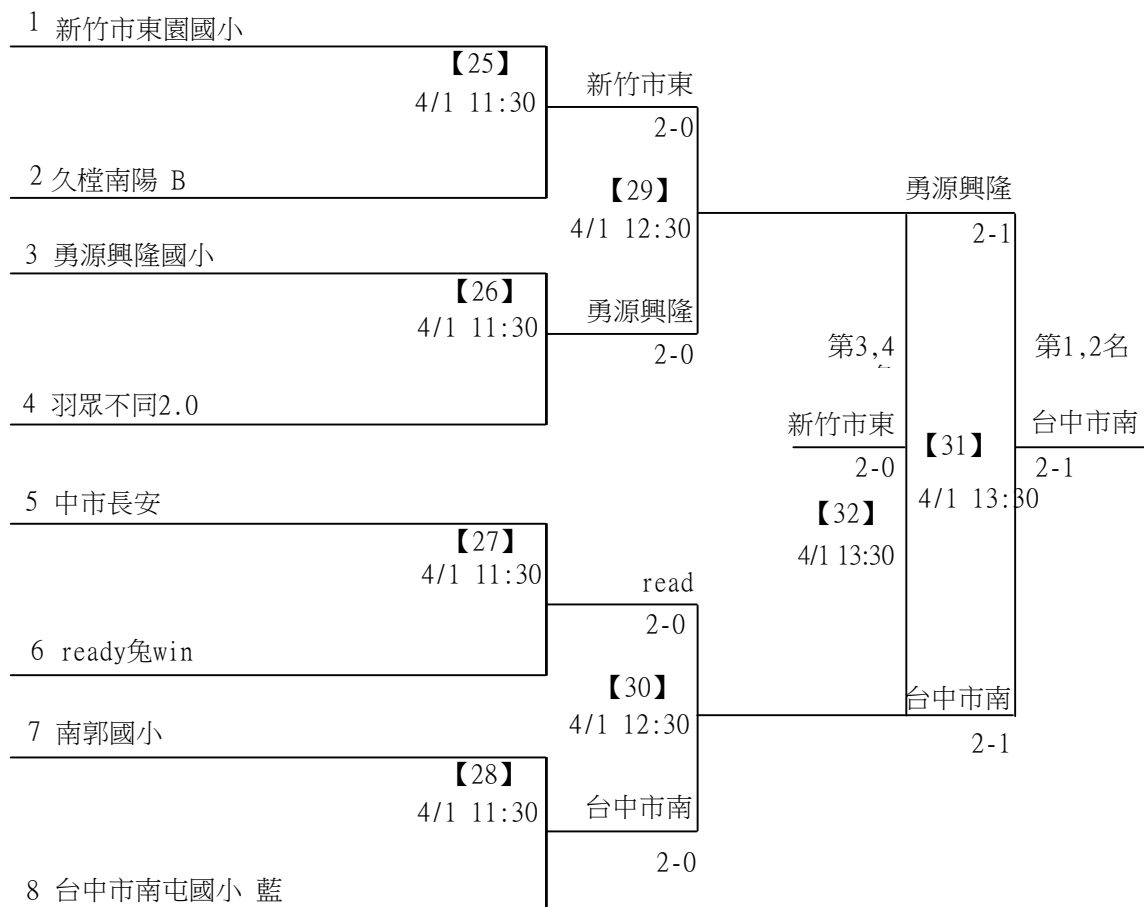 1 新竹市東園國小
【25】
4/1 11:30
新竹市東
2-0
2 久樘南陽 B
【29】
4/1 12:30
勇源興隆
2-1
3 勇源興隆國小
【26】
4/1 11:30
勇源興隆
2-0
第3,4
第1,2名
4 羽眾不同2.0
新竹市東
2-0
【31】
4/1 13:30
台中市南
2-1
【32】
4/1 13:30
5 中市長安
【27】
4/1 11:30
read
2-0
6 ready兔win
【30】
4/1 12:30
台中市南
2-1
7 南郭國小
【28】
4/1 11:30
台中市南
2-0
8 台中市南屯國小 藍